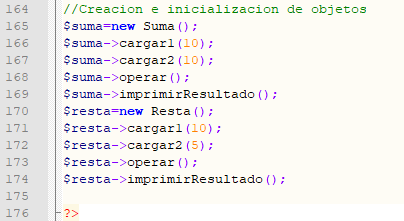 164 //Creacion e inicializacion de objetos
165 $suma=new Suma();
166 $suma->cargar1(10);
167 $suma->cargar2(10);
168 $suma->operar();
169 $suma->imprimirResultado();
170 $resta=new Resta();
171 $resta->cargar1(10);
172 $resta->cargar2(5);
173 $resta->operar();
174 $resta->imprimirResultado();
175
176 ?>